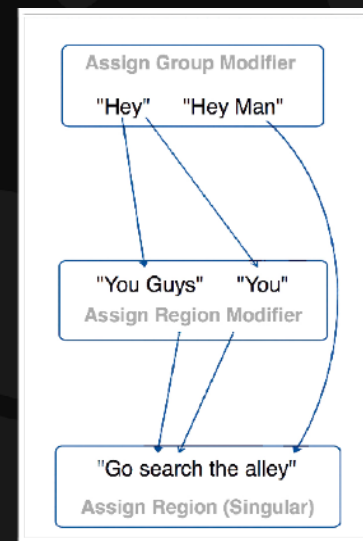 Assign Group Modifier
"Hey" "Hey Man"
"You Guys" "You"
Assign Region Modifier
"Go search the alley"
Assign Region (Singular)